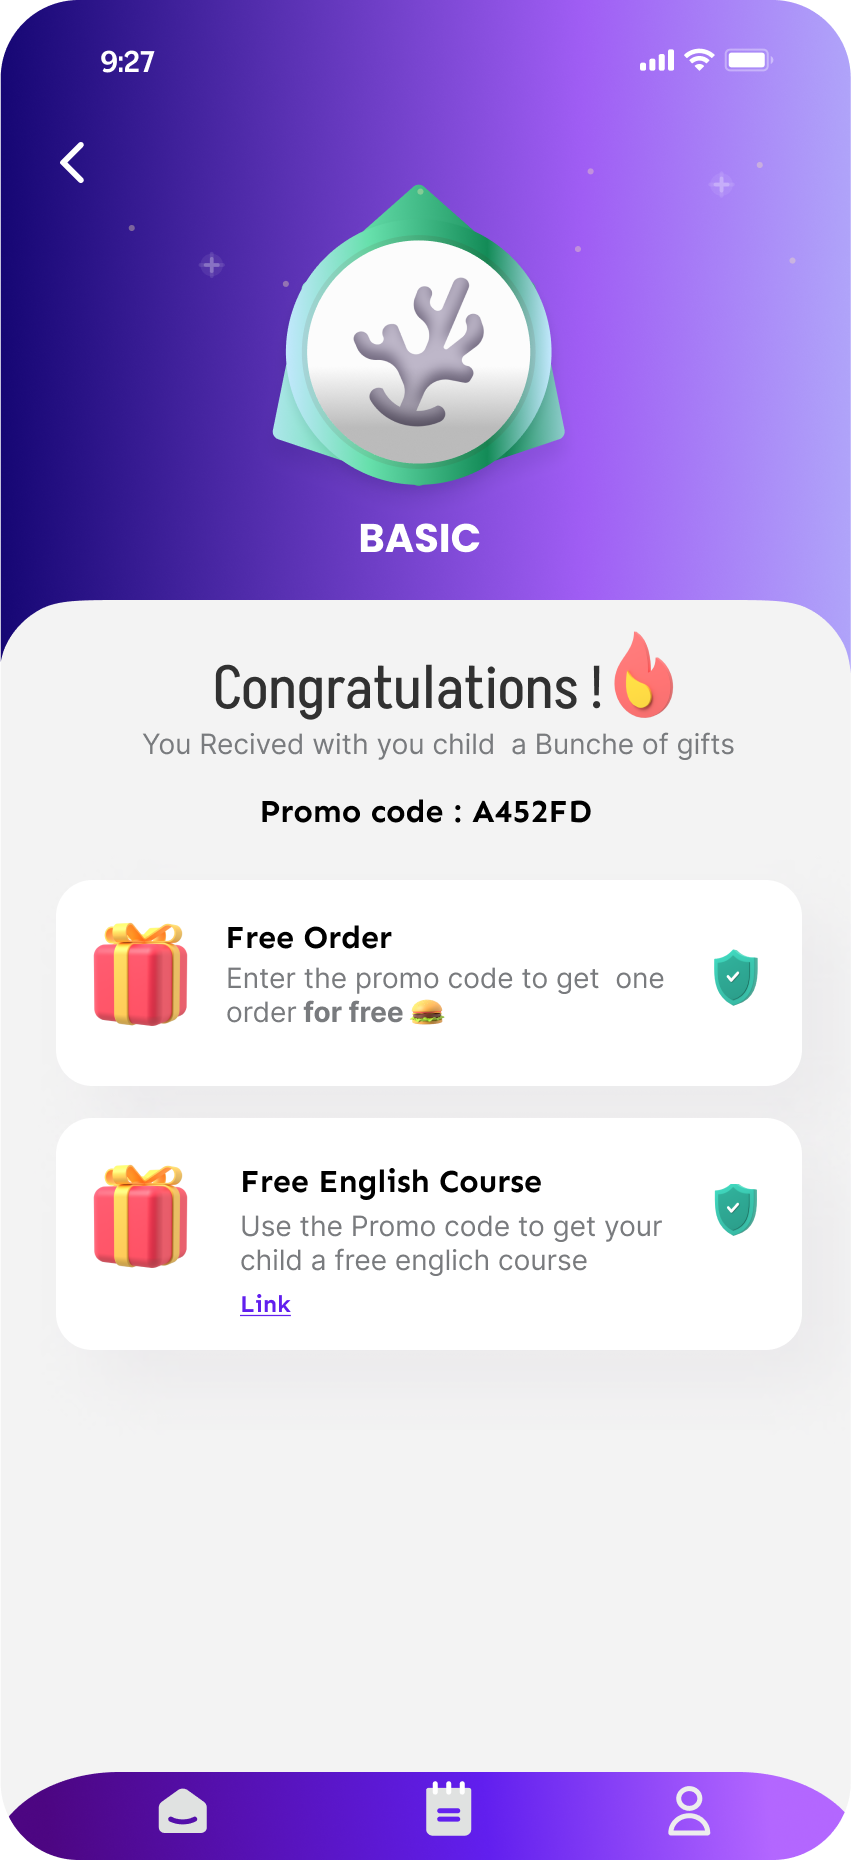 9:27
BASIC
Congratulations !
You Recived with you child  a Bunche of gifts
Promo code : A452FD
Free Order
Enter the promo code to get  one
order for free 🍔
Free English Course
Use the Promo code to get your
child a free englich course
Link